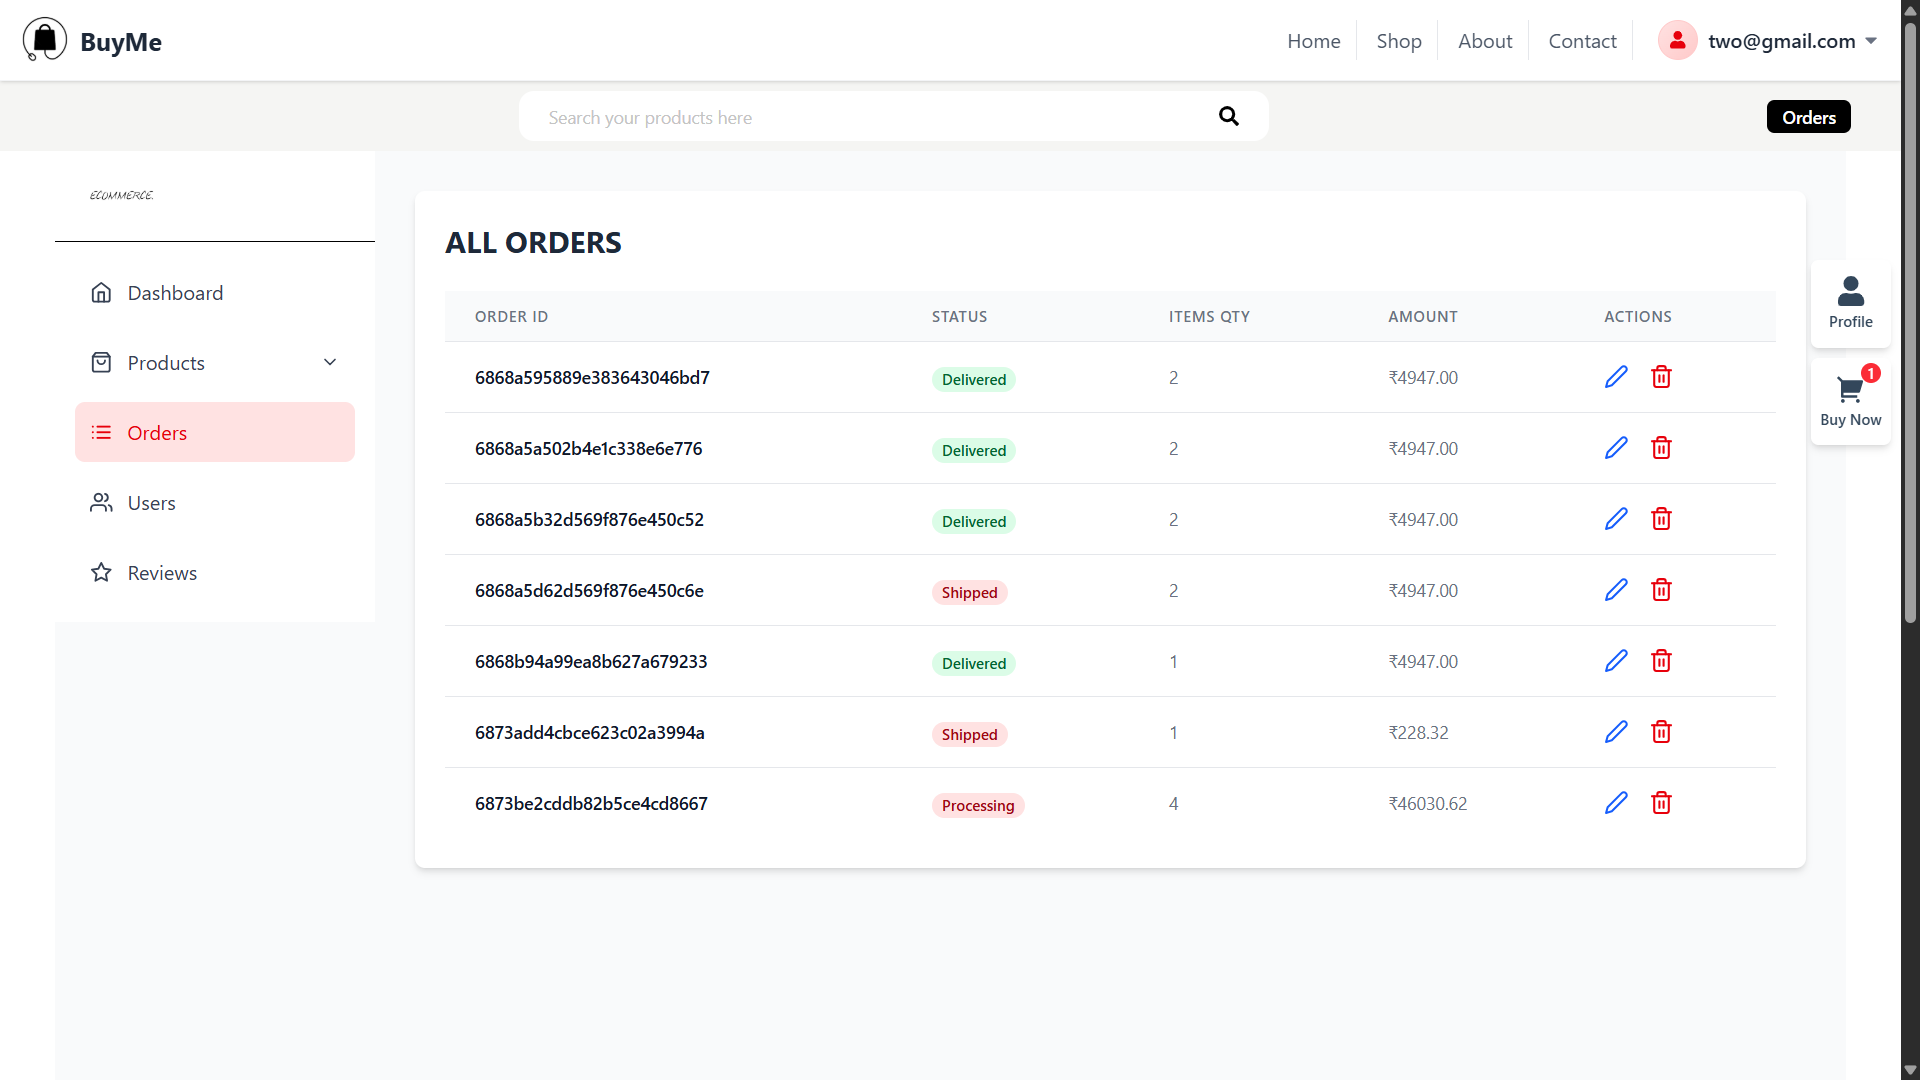 BuyMe
Home Shop About Contact two@gmail.com
Search your products here
Orders
ECOMMERCE.
Dashboard
Products
Orders
Users
Reviews
ALL ORDERS
ORDER ID STATUS ITEMS QTY AMOUNT ACTIONS
6868a595889e383643046bd7 Delivered 2 ₹4947.00
6868a5a502b4e1c338e6e776 Delivered 2 ₹4947.00
6868a5b32d569f876e450c52 Delivered 2 ₹4947.00
6868a5d62d569f876e450c6e Shipped 2 ₹4947.00
6868b94a99ea8b627a679233 Delivered 1 ₹4947.00
6873add4cbce623c02a3994a Shipped 1 ₹228.32
6873be2cddb82b5ce4cd8667 Processing 4 ₹46030.62
Profile
1
Buy Now